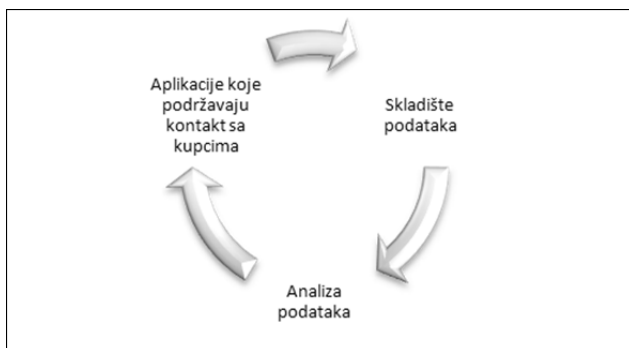 Aplikacije koje
podržavaju
kontakt sa
kupcima
Skladište
podataka
Analiza
podataka